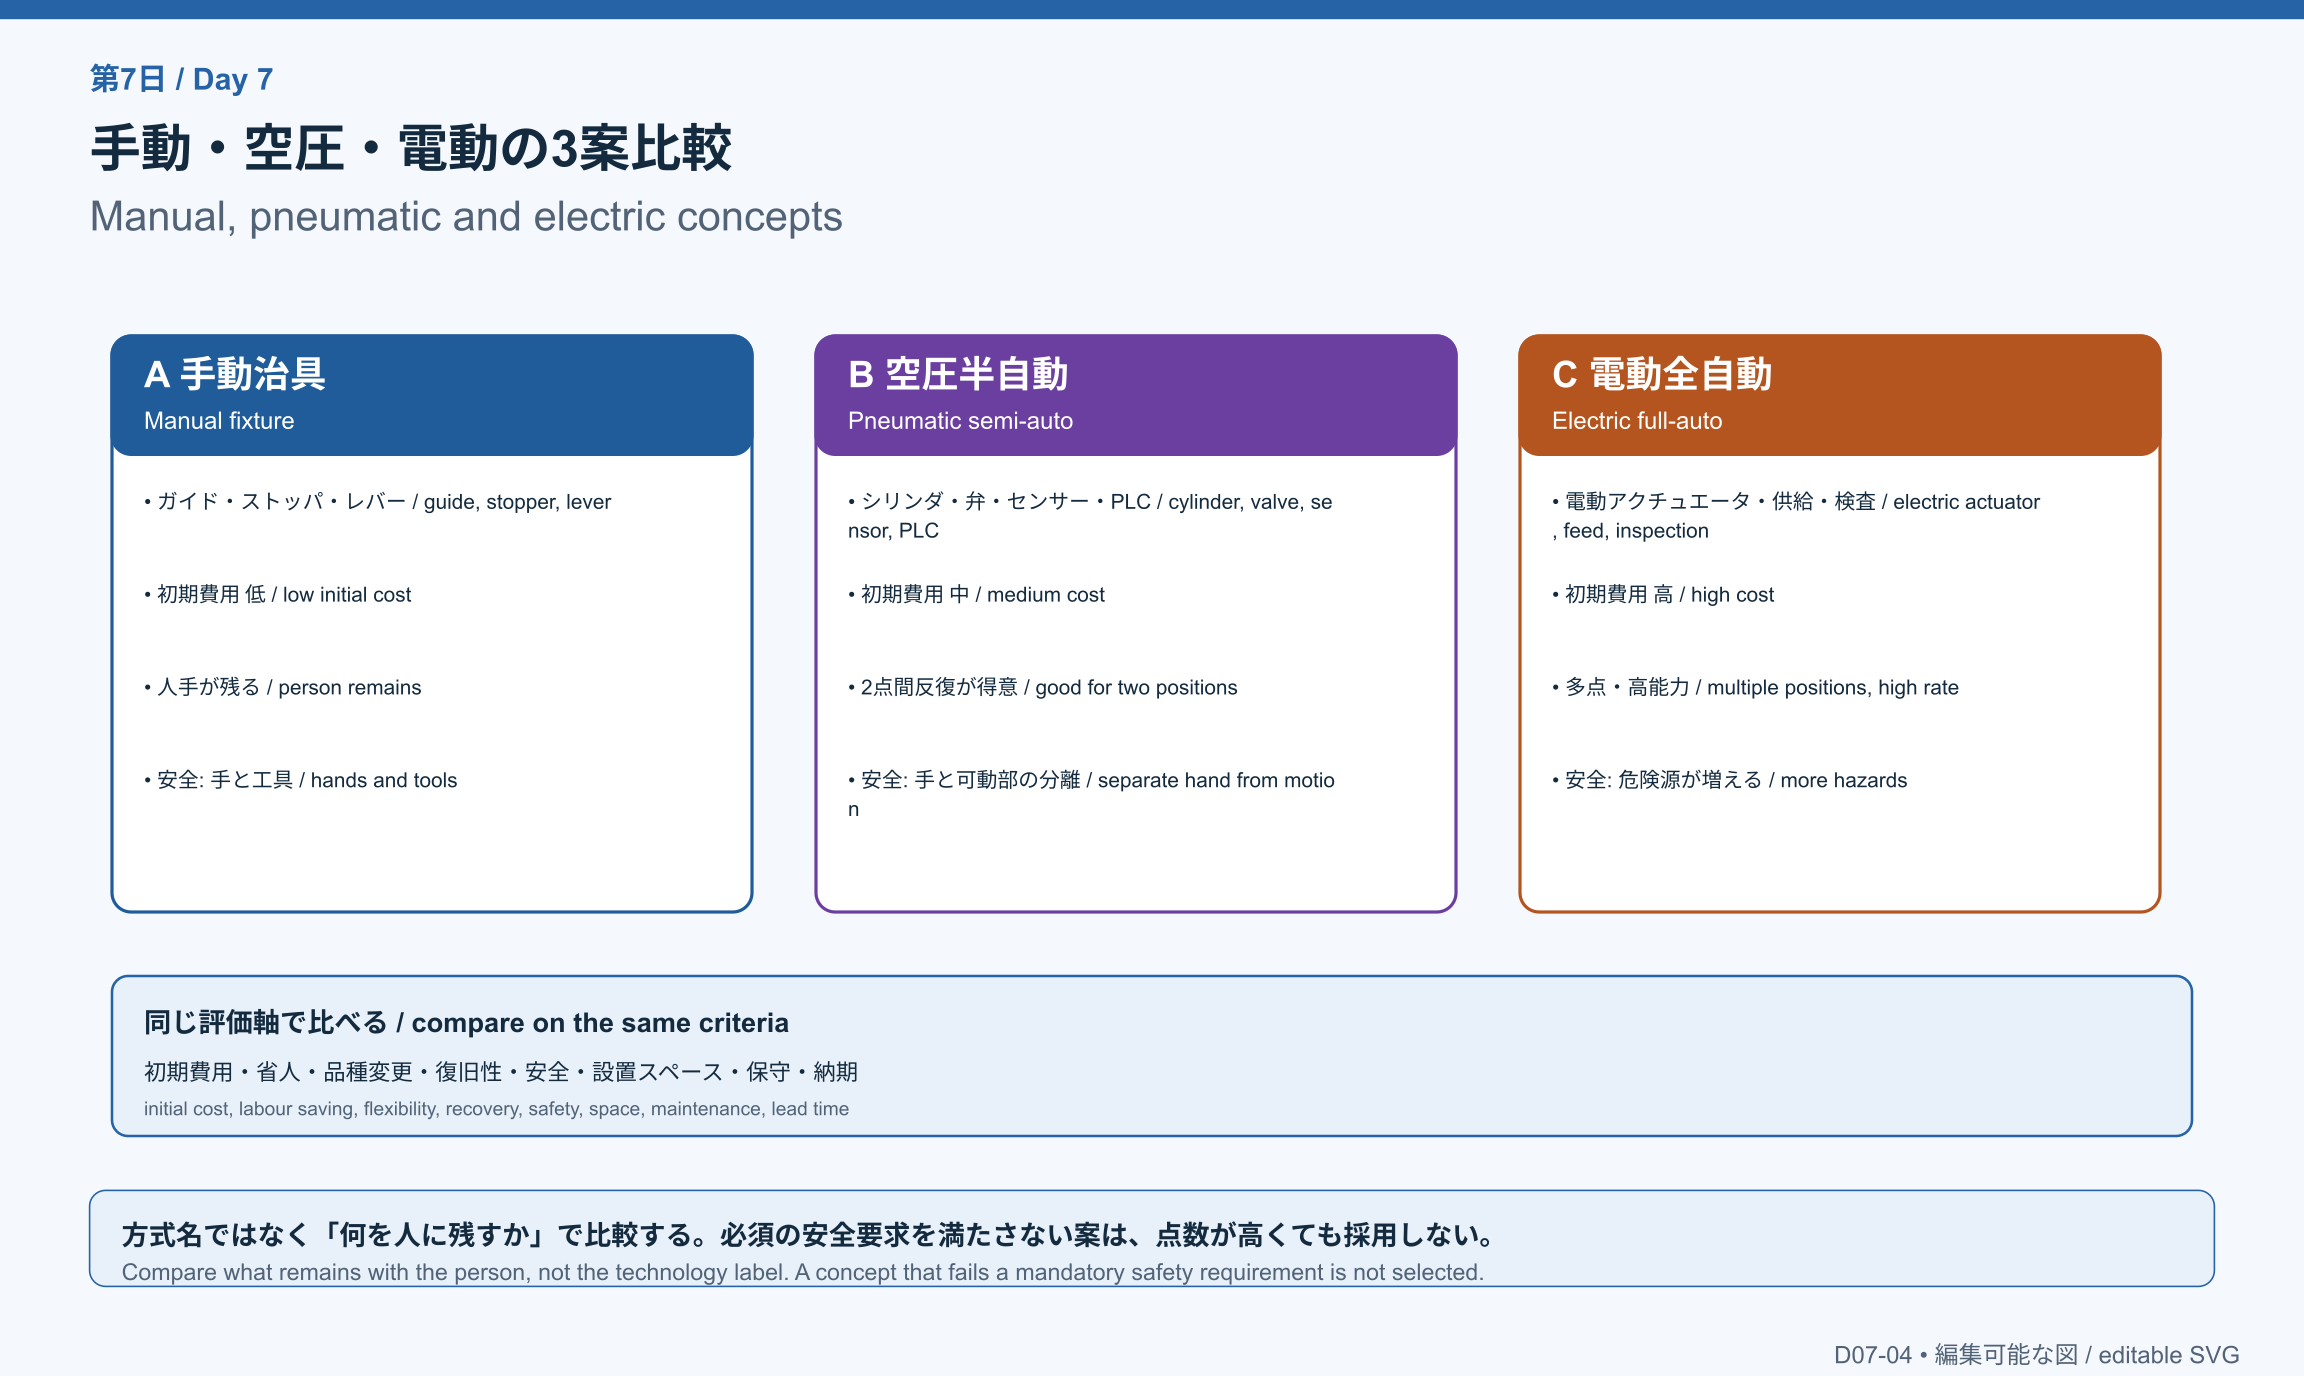 第7日 / Day 7
手動・空圧・電動の3案比較
Manual, pneumatic and electric concepts
A 手動治具
Manual fixture
• ガイド・ストッパ・レバー / guide, stopper, lever
• 初期費用 低 / low initial cost
• 人手が残る / person remains
• 安全: 手と工具 / hands and tools
B 空圧半自動
Pneumatic semi-auto
• シリンダ・弁・センサー・PLC / cylinder, valve, se
nsor, PLC
• 初期費用 中 / medium cost
• 2点間反復が得意 / good for two positions
• 安全: 手と可動部の分離 / separate hand from motio
n
C 電動全自動
Electric full-auto
• 電動アクチュエータ・供給・検査 / electric actuator
, feed, inspection
• 初期費用 高 / high cost
• 多点・高能力 / multiple positions, high rate
• 安全: 危険源が増える / more hazards
同じ評価軸で比べる / compare on the same criteria
初期費用・省人・品種変更・復旧性・安全・設置スペース・保守・納期
initial cost, labour saving, flexibility, recovery, safety, space, maintenance, lead time
方式名ではなく「何を人に残すか」で比較する。必須の安全要求を満たさない案は、点数が高くても採用しない。
Compare what remains with the person, not the technology label. A concept that fails a mandatory safety requirement is not selected.
D07-04 • 編集可能な図 / editable SVG